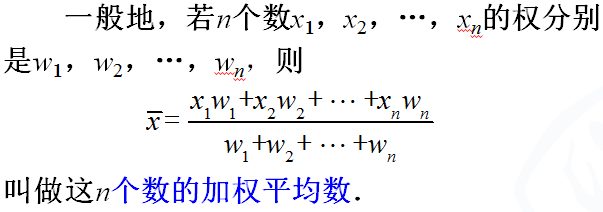 一般地，若n个数x₁，x₂，…，xₙ的权分别
是w₁，w₂，…，wₙ，则
x̄ = (x₁w₁+x₂w₂+ … +xₙwₙ)/(w₁+w₂+ … +wₙ)
叫做这n个数的加权平均数．